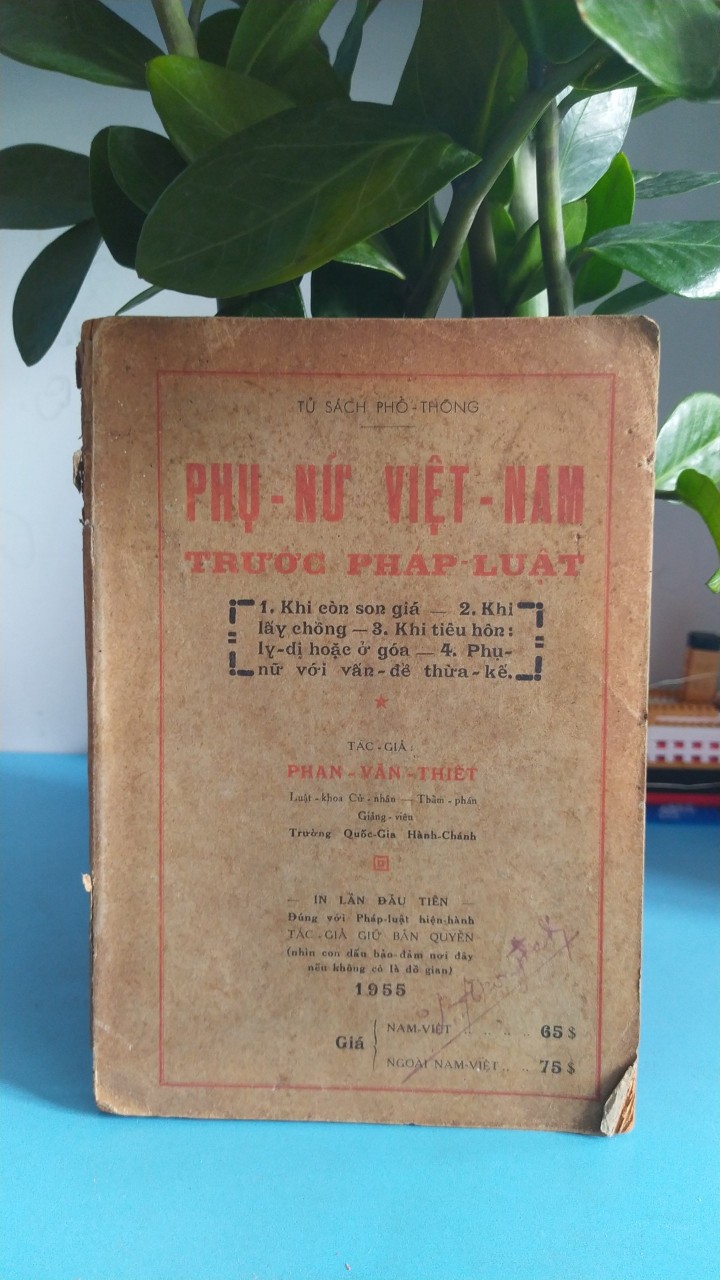 TỦ SÁCH PHỔ-THÔNG
PHỤ-NỮ VIỆT-NAM
TRƯỚC PHÁP-LUẬT
1. Khi còn son giá — 2. Khi
lấy chồng — 3. Khi tiêu hôn:
ly-dị hoặc ở góa — 4. Phụ-
nữ với vấn-đề thừa-kế.
TÁC-GIẢ:
PHAN-VĂN-THIẾT
Luật-khoa Cử-nhân — Thẩm-phán
Giảng-viên
Trường Quốc-Gia Hành-Chánh
— IN LẦN ĐẦU TIÊN —
Đúng với Pháp-luật hiện-hành
TÁC-GIẢ GIỮ BẢN QUYỀN
(nhìn con dấu bảo-đảm nơi đây
nếu không có là đồ gian)
1955
Giá
NAM-VIỆT .. .. .. .. 65 $
NGOÀI NAM-VIỆT .. .. 75 $